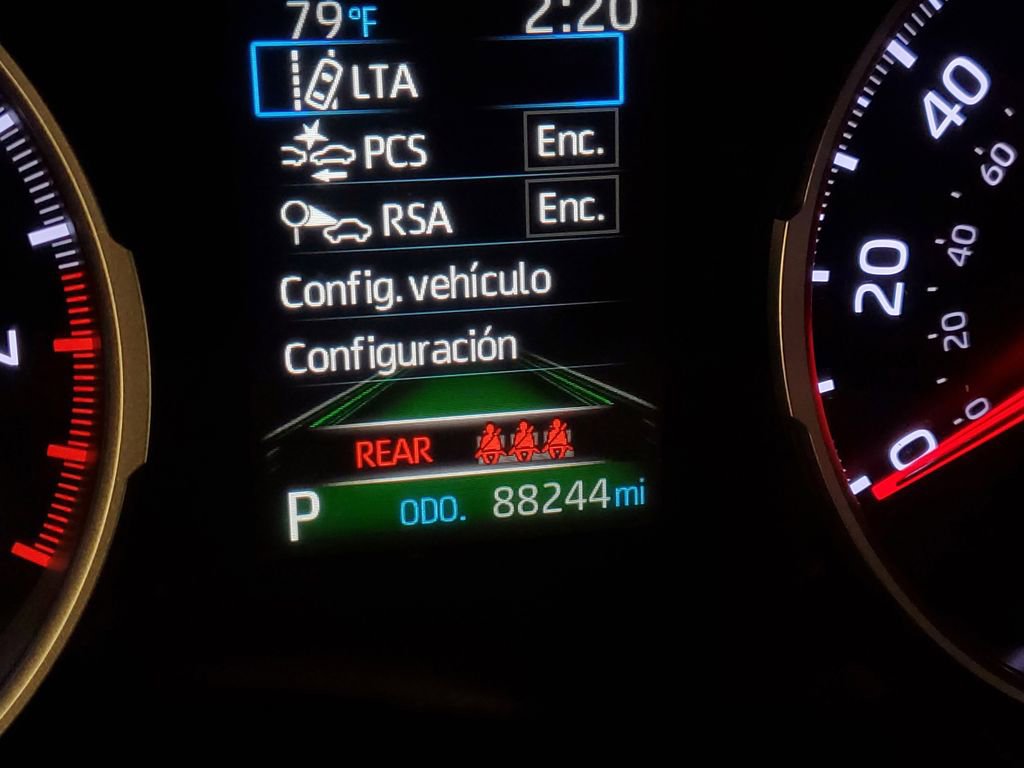 79°F 2:20
LTA
PCS Enc.
RSA Enc.
Config. vehículo
Configuración
REAR
P ODO. 88244 mi
40
20
0
60
40
20
0